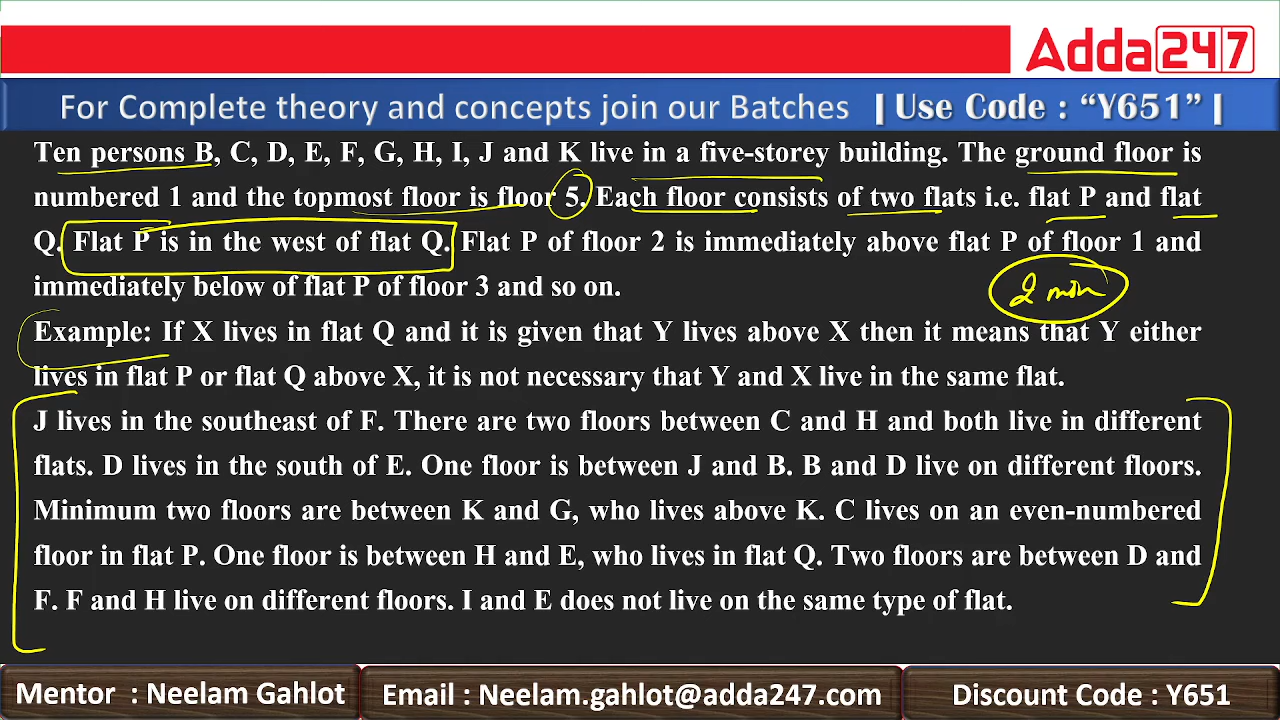 Adda247
For Complete theory and concepts join our Batches | Use Code : “Y651” |
Ten persons B, C, D, E, F, G, H, I, J and K live in a five-storey building. The ground floor is
numbered 1 and the topmost floor is floor 5. Each floor consists of two flats i.e. flat P and flat
Q. Flat P is in the west of flat Q. Flat P of floor 2 is immediately above flat P of floor 1 and
immediately below of flat P of floor 3 and so on.
2 min
Example: If X lives in flat Q and it is given that Y lives above X then it means that Y either
lives in flat P or flat Q above X, it is not necessary that Y and X live in the same flat.
J lives in the southeast of F. There are two floors between C and H and both live in different
flats. D lives in the south of E. One floor is between J and B. B and D live on different floors.
Minimum two floors are between K and G, who lives above K. C lives on an even-numbered
floor in flat P. One floor is between H and E, who lives in flat Q. Two floors are between D and
F. F and H live on different floors. I and E does not live on the same type of flat.
Mentor : Neelam Gahlot Email : Neelam.gahlot@adda247.com Discount Code : Y651